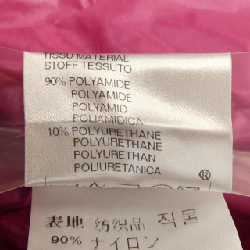 TISSU MATERIAL
STOFF TESSUTO
90% POLYAMIDE
POLYAMIDE
POLYAMID
POLIAMIDICA
10% POLYURETHANE
POLYURETHAN
POLYURETHANE
POLIURETANICA
®
表地 纺织品 직물
90% ナイロン